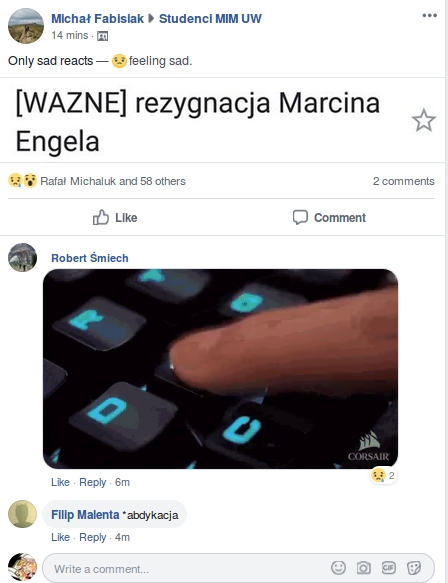 Michał Fabisiak ▶ Studenci MIM UW
14 mins ·
Only sad reacts — 😟 feeling sad.
[WAZNE] rezygnacja Marcina
Engela
Rafał Michaluk and 58 others 2 comments
Like Comment
Robert Śmiech
R
D
C
CORSAIR
2
Like · Reply · 6m
Filip Malenta *abdykacja
Like · Reply · 4m
Write a comment...
GIF